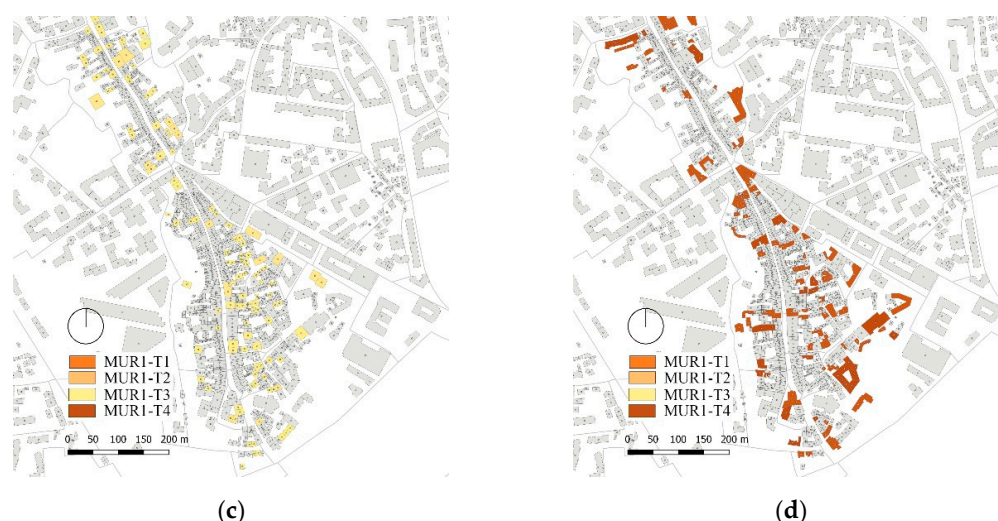 MUR1-T1
MUR1-T2
MUR1-T3
MUR1-T4
0 50 100 150 200 m
(c)
MUR1-T1
MUR1-T2
MUR1-T3
MUR1-T4
0 50 100 150 200 m
(d)